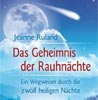 Jeanne Ruland
Das Geheimnis
der Rauhnächte
Ein Wegweiser durch die
zwölf heiligen Nächte